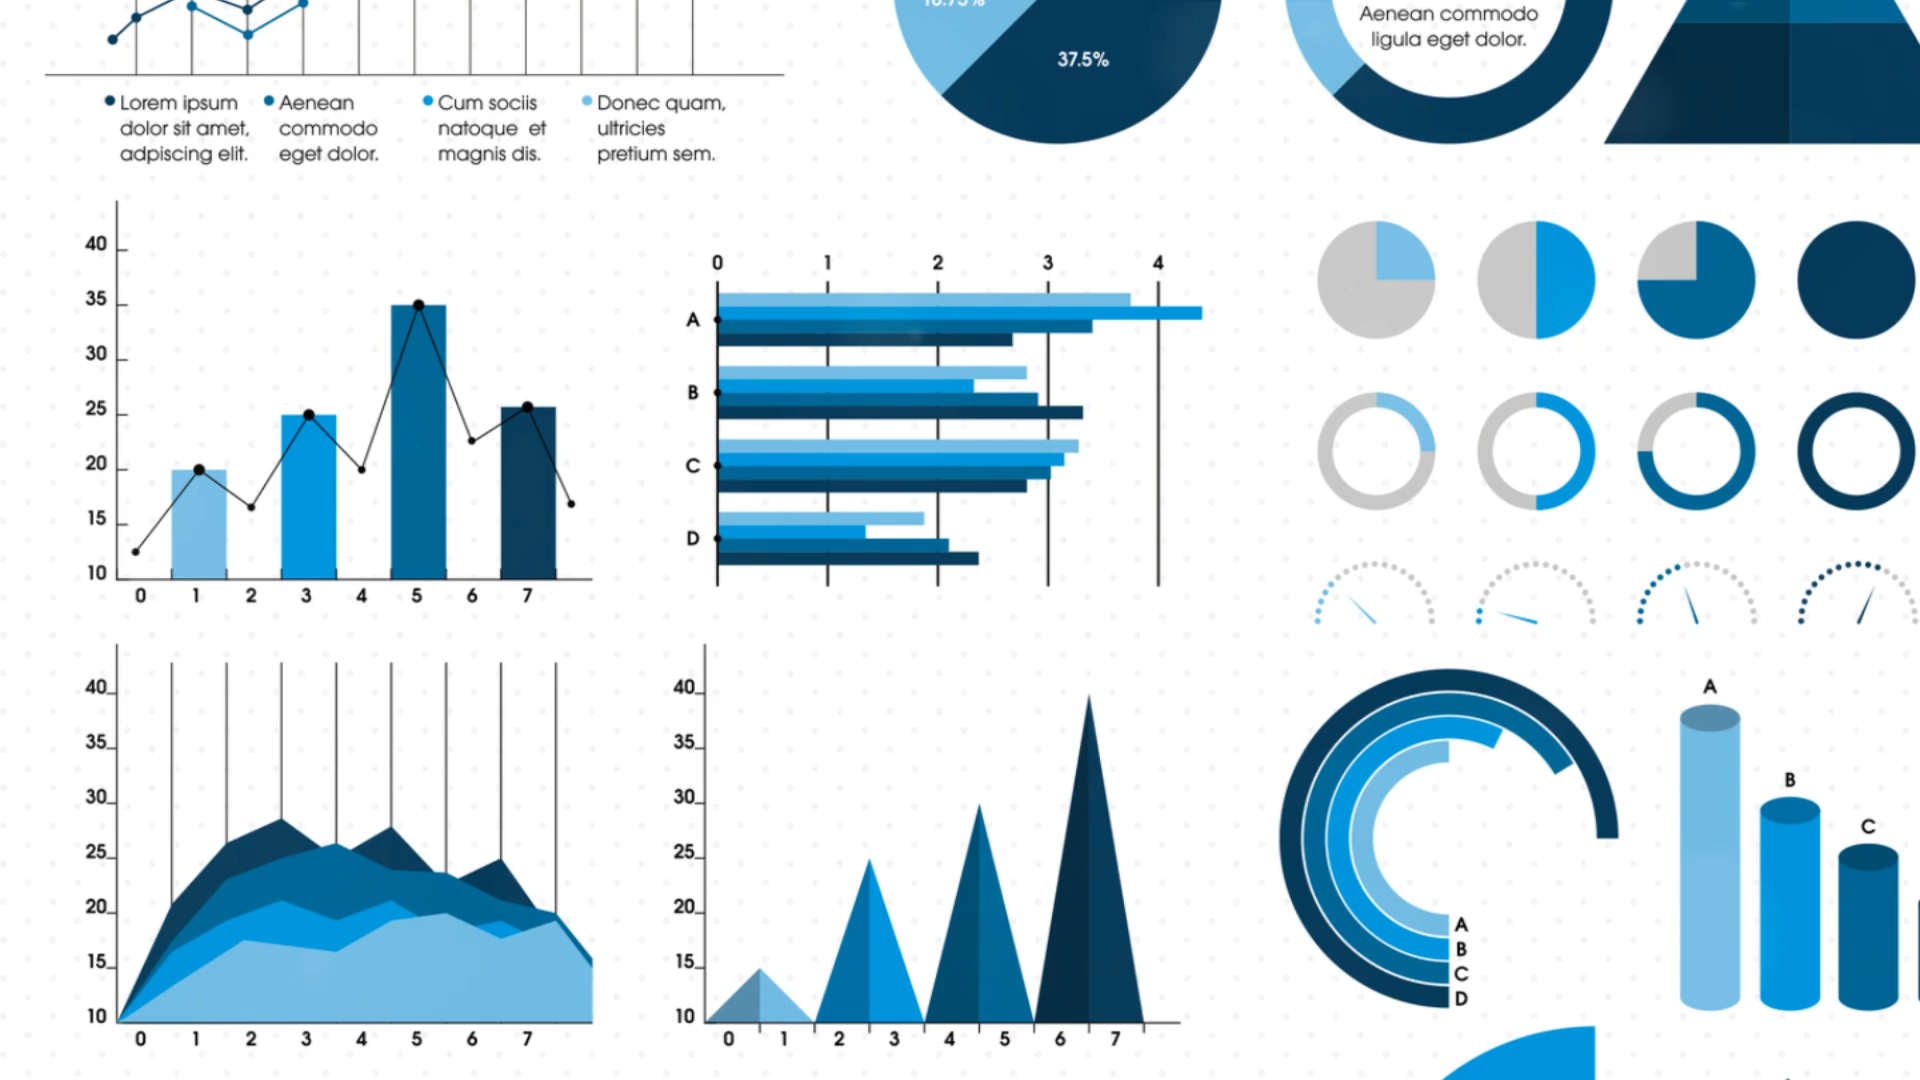 18.75%
37.5%
Aenean commodo
ligula eget dolor.
Lorem ipsum
dolor sit amet,
adpiscing elit.
Aenean
commodo
eget dolor.
Cum sociis
natoque et
magnis dis.
Donec quam,
ultricies
pretium sem.
40
35
30
25
20
15
10
0 1 2 3 4 5 6 7
0 1 2 3 4
A
B
C
D
40
35
30
25
20
15
10
0 1 2 3 4 5 6 7
40
35
30
25
20
15
10
0 1 2 3 4 5 6 7
A
B
C
D
A
B
C